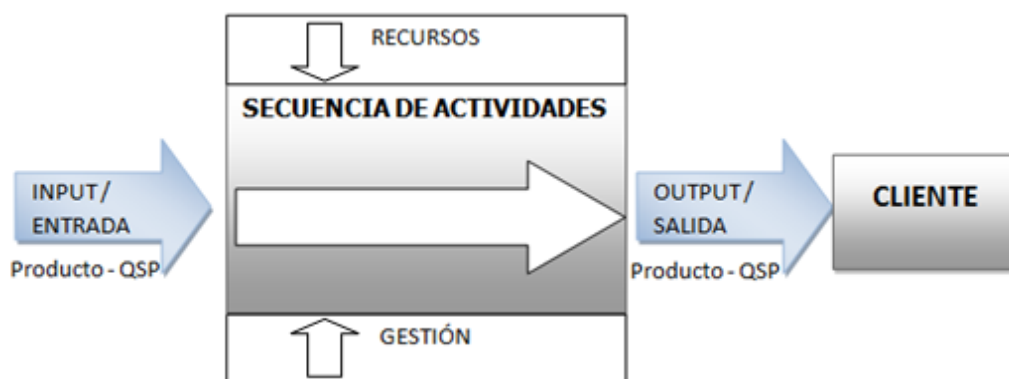 RECURSOS
SECUENCIA DE ACTIVIDADES
INPUT /
ENTRADA
Producto - QSP
OUTPUT /
SALIDA
Producto - QSP
CLIENTE
GESTIÓN